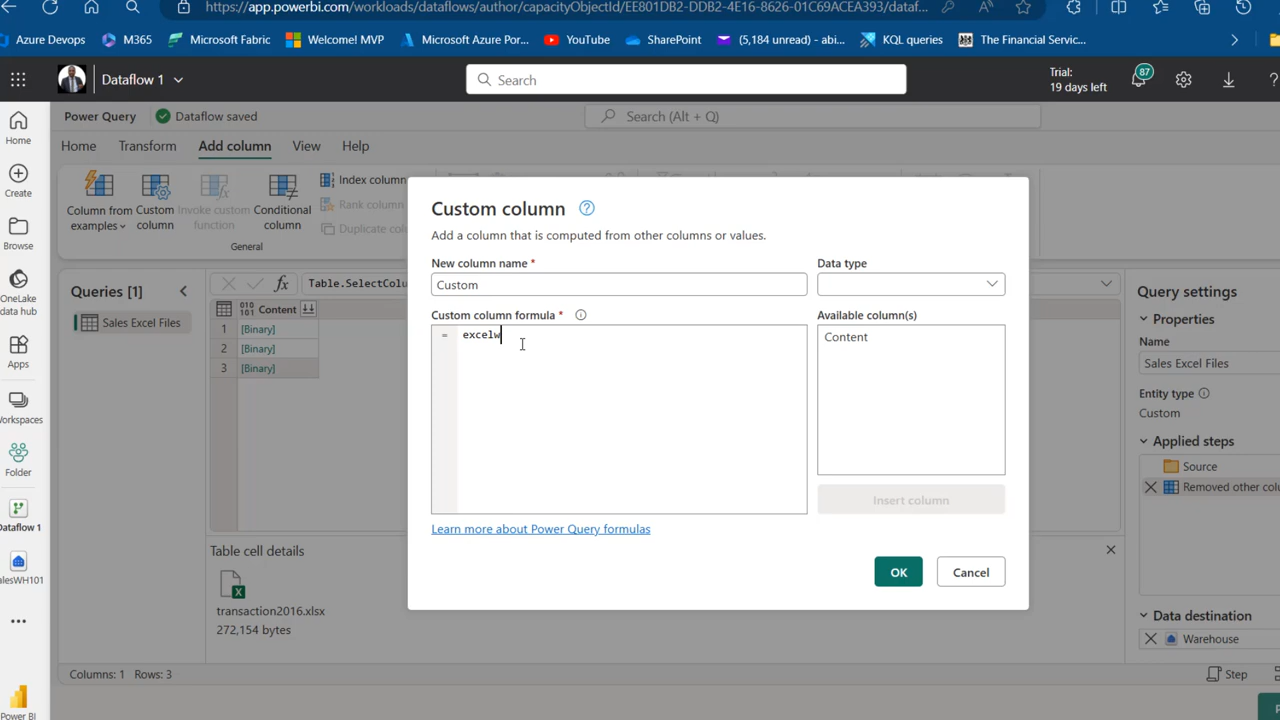 https://app.powerbi.com/workloads/dataflows/author/capacityObjectId/EE801DB2-DDB2-4E16-8626-01C69ACEA393/dataf...
Azure Devops
M365
Microsoft Fabric
Welcome! MVP
Microsoft Azure Por...
YouTube
SharePoint
(5,184 unread) - abi...
KQL queries
The Financial Servic...
Dataflow 1
Search
Trial:
19 days left
87
Home
Create
Browse
OneLake
data hub
Apps
Workspaces
Folder
Dataflow 1
alesWH101
Power BI
Power Query
Dataflow saved
Search (Alt + Q)
Home
Transform
Add column
View
Help
Column from
examples
Custom
column
Invoke custom
function
Conditional
column
Index column
Rank column
Duplicate colu
General
Queries [1]
Sales Excel Files
fx
Table.SelectColu
010
101
Content
1 [Binary]
2 [Binary]
3 [Binary]
Table cell details
transaction2016.xlsx
272,154 bytes
Columns: 1 Rows: 3
Custom column
Add a column that is computed from other columns or values.
New column name *
Custom
Data type
Custom column formula *
= excelw
Available column(s)
Content
Insert column
Learn more about Power Query formulas
OK
Cancel
Query settings
Properties
Name
Sales Excel Files
Entity type
Custom
Applied steps
Source
Removed other colu
Data destination
Warehouse
Step